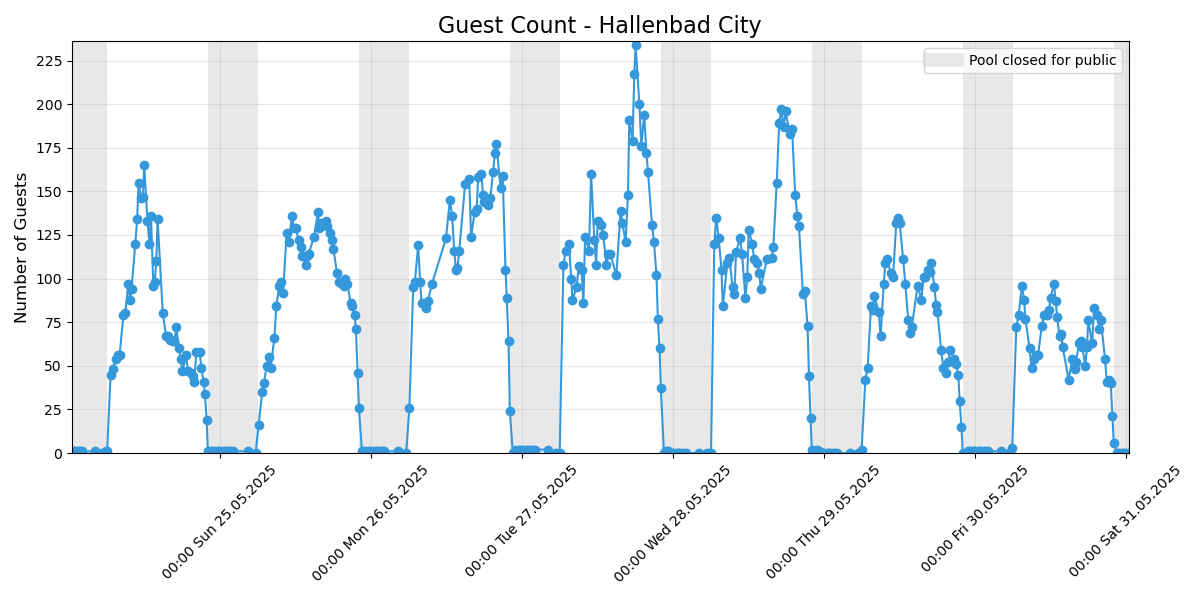 Guest Count - Hallenbad City
Pool closed for public
Number of Guests
225
200
175
150
125
100
75
50
25
0
00:00 Sun 25.05.2025
00:00 Mon 26.05.2025
00:00 Tue 27.05.2025
00:00 Wed 28.05.2025
00:00 Thu 29.05.2025
00:00 Fri 30.05.2025
00:00 Sat 31.05.2025